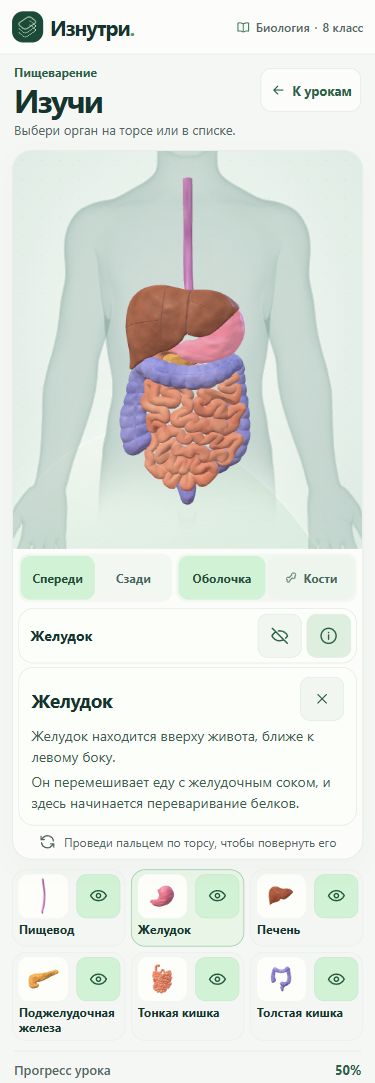 Изнутри.
Биология · 8 класс
Пищеварение
Изучи
← К урокам
Выбери орган на торсе или в списке.
Спереди
Сзади
Оболочка
Кости
Желудок
Желудок
Желудок находится вверху живота, ближе к
левому боку.
Он перемешивает еду с желудочным соком, и
здесь начинается переваривание белков.
Проведи пальцем по торсу, чтобы повернуть его
Пищевод
Желудок
Печень
Поджелудочная
железа
Тонкая кишка
Толстая кишка
Прогресс урока
50%